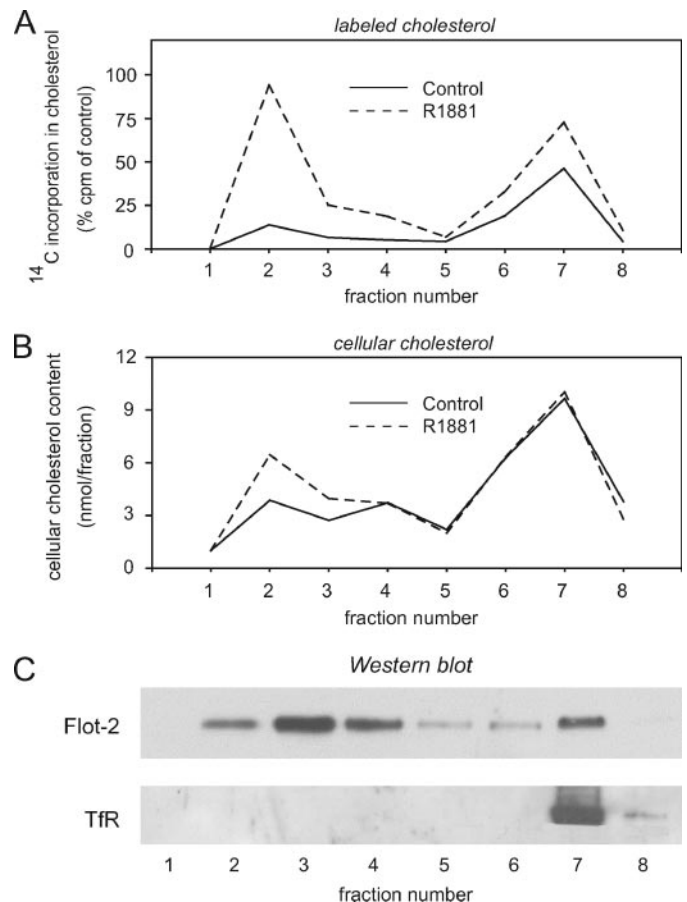 A
labeled cholesterol
14 C incorporation in cholesterol
(% cpm of control)
100
75
50
25
0
Control
R1881
1 2 3 4 5 6 7 8
fraction number
B
cellular cholesterol
cellular cholesterol content
(nmol/fraction)
12
9
6
3
0
Control
R1881
1 2 3 4 5 6 7 8
fraction number
C
Western blot
Flot-2
TfR
1 2 3 4 5 6 7 8
fraction number